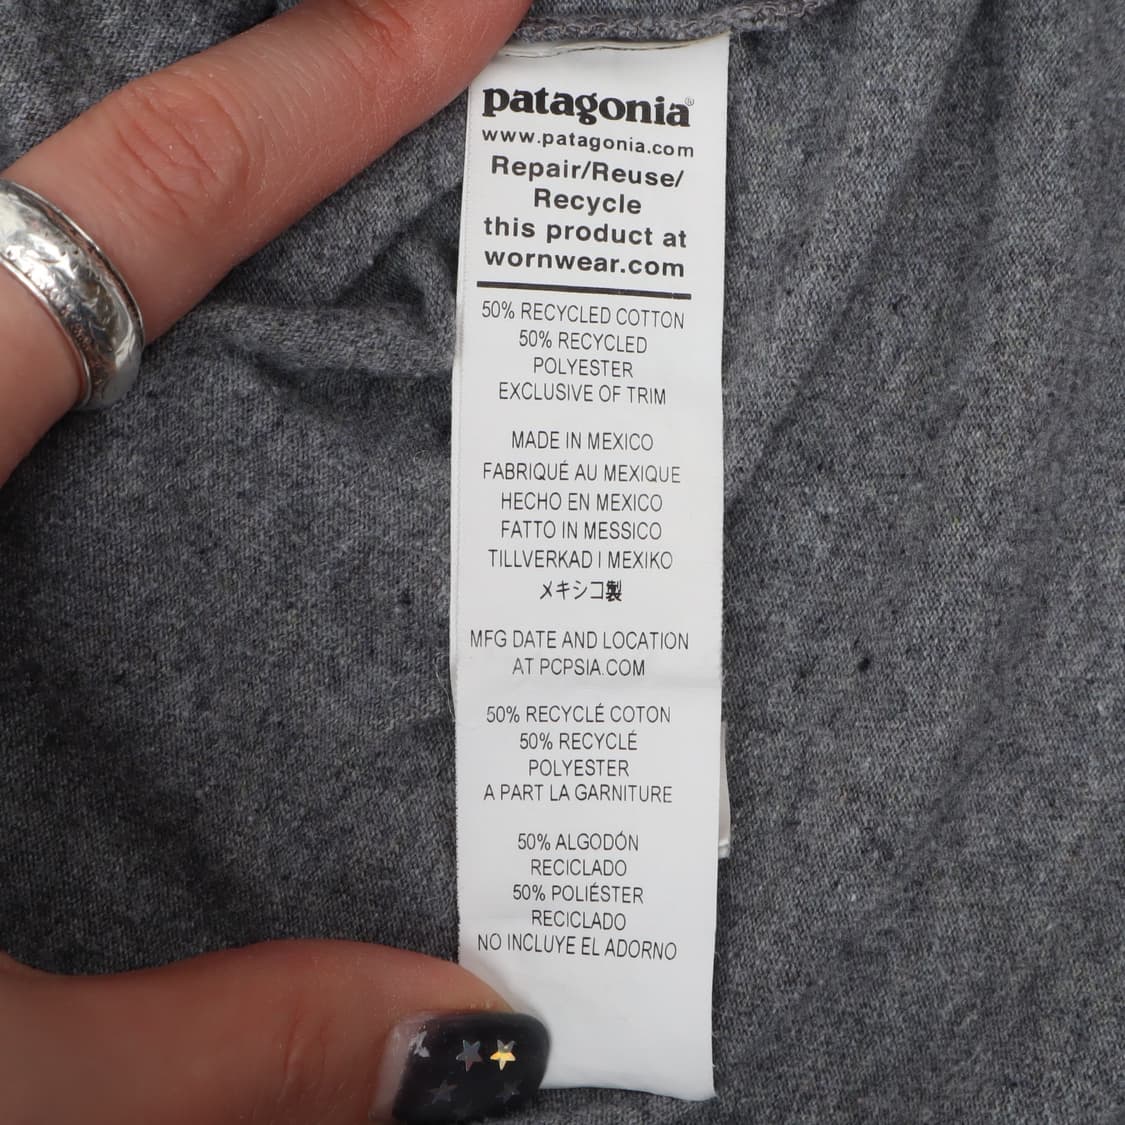 patagonia®
www.patagonia.com
Repair/Reuse/
Recycle
this product at
wornwear.com
50% RECYCLED COTTON
50% RECYCLED
POLYESTER
EXCLUSIVE OF TRIM
MADE IN MEXICO
FABRIQUÉ AU MEXIQUE
HECHO EN MEXICO
FATTO IN MESSICO
TILLVERKAD I MEXIKO
メキシコ製
MFG DATE AND LOCATION
AT PCPSIA.COM
50% RECYCLÉ COTON
50% RECYCLÉ
POLYESTER
A PART LA GARNITURE
50% ALGODÓN
RECICLADO
50% POLIÉSTER
RECICLADO
NO INCLUYE EL ADORNO